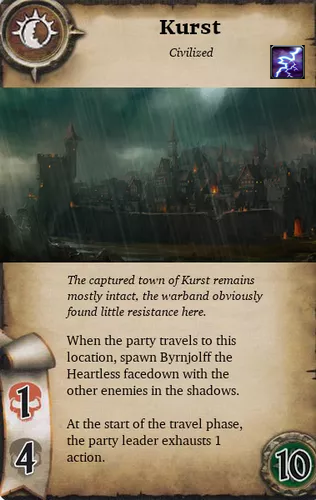 Kurst
Civilized
The captured town of Kurst remains
mostly intact, the warband obviously
found little resistance here.
When the party travels to this
location, spawn Byrnjolff the
Heartless facedown with the
other enemies in the shadows.
At the start of the travel phase,
the party leader exhausts 1
action.
1
4
10